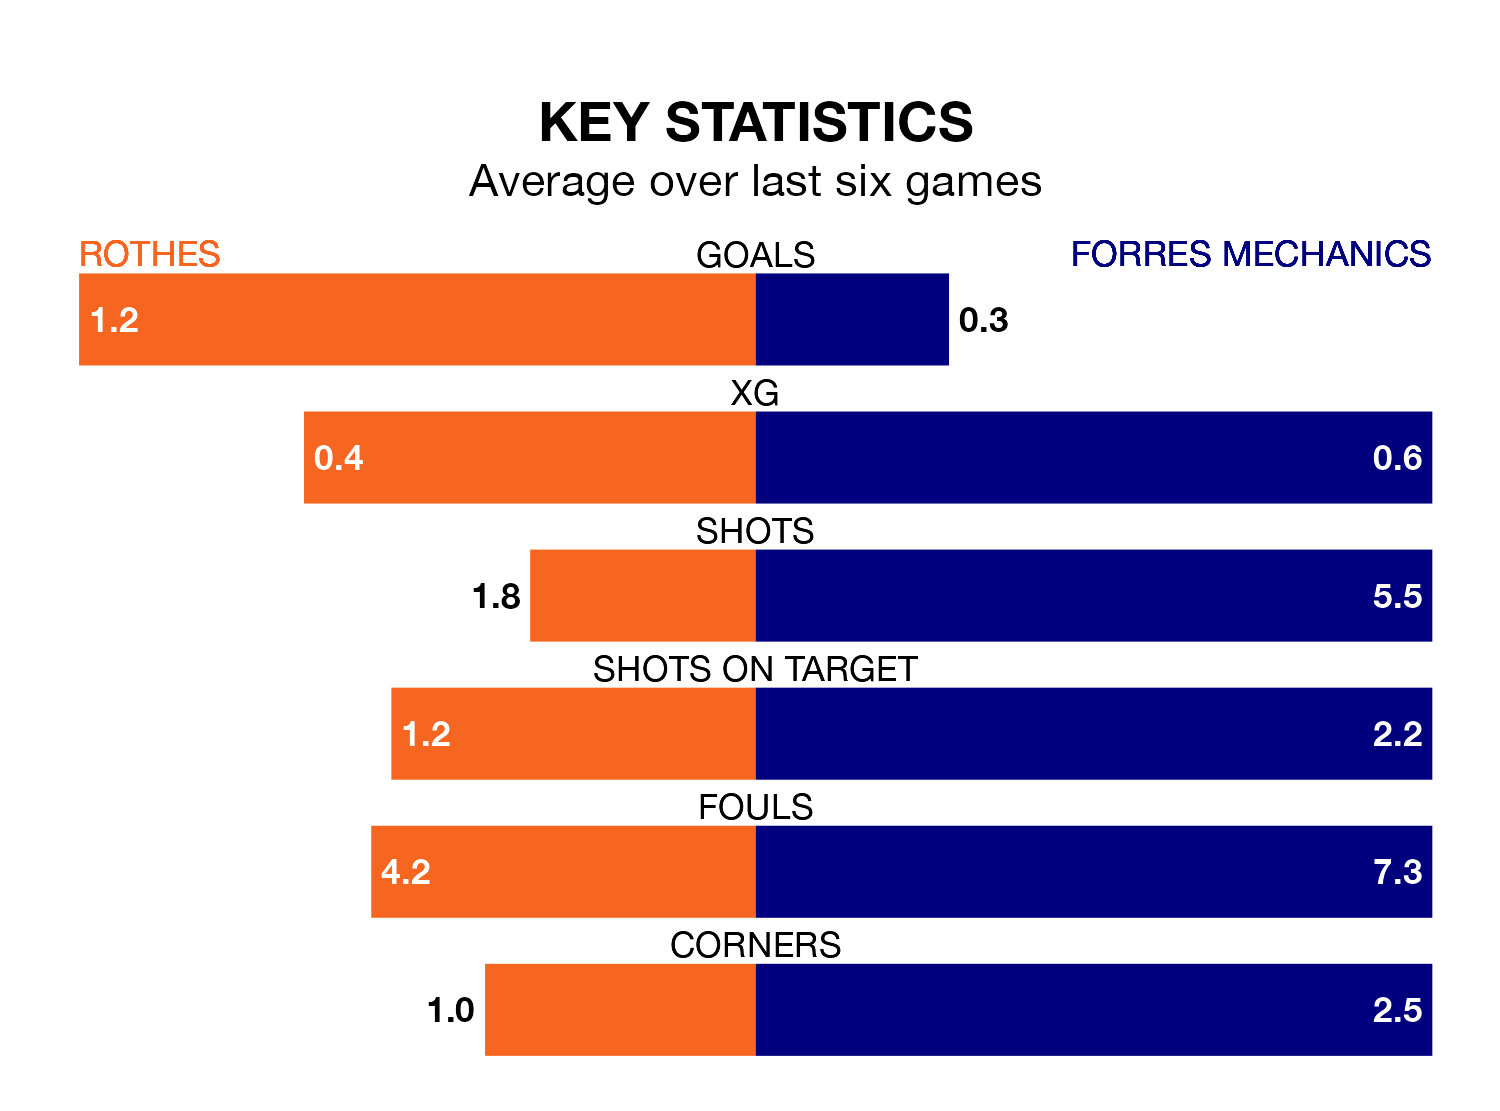 KEY STATISTICS
Average over last six games
ROTHES GOALS FORRES MECHANICS
1.2 0.3
XG
0.4 0.6
SHOTS
1.8 5.5
SHOTS ON TARGET
1.2 2.2
FOULS
4.2 7.3
CORNERS
1.0 2.5